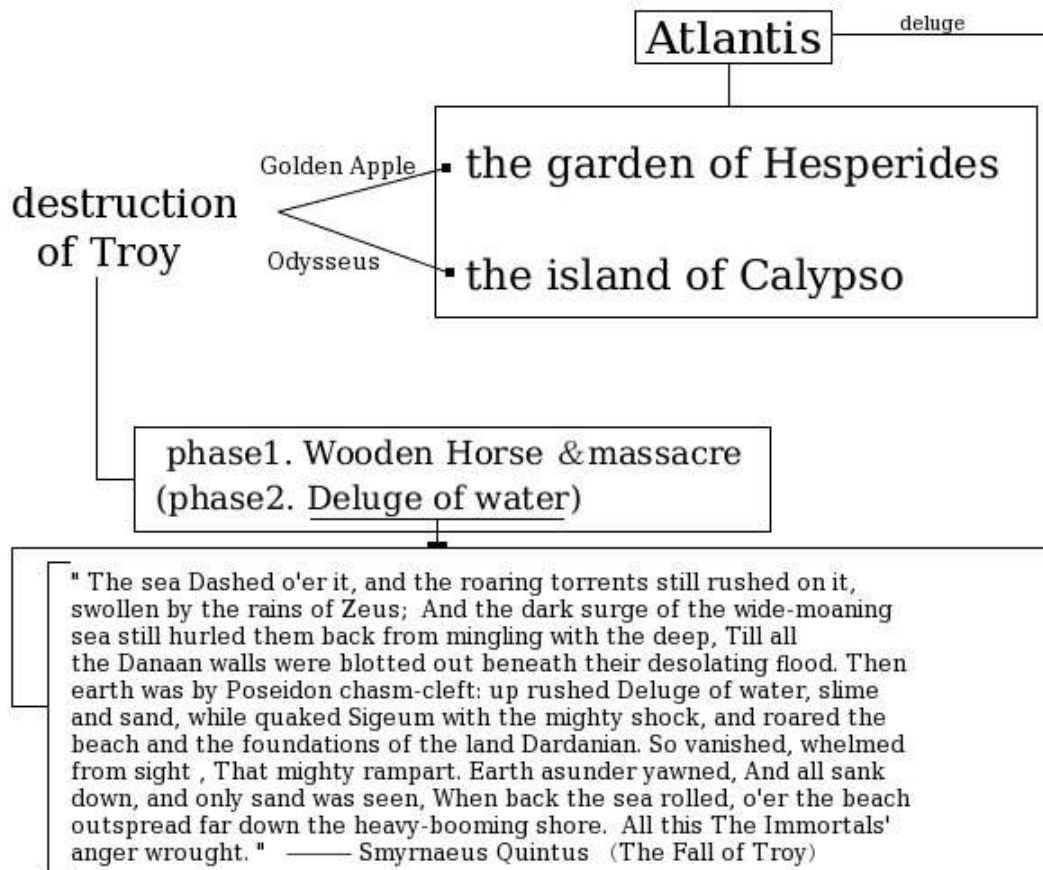 Atlantis
deluge
Golden Apple
the garden of Hesperides
destruction
of Troy
Odysseus
the island of Calypso
phase1. Wooden Horse &massacre
(phase2. Deluge of water)
" The sea Dashed o'er it, and the roaring torrents still rushed on it,
swollen by the rains of Zeus;  And the dark surge of the wide-moaning
sea still hurled them back from mingling with the deep, Till all
the Danaan walls were blotted out beneath their desolating flood. Then
earth was by Poseidon chasm-cleft: up rushed Deluge of water, slime
and sand, while quaked Sigeum with the mighty shock, and roared the
beach and the foundations of the land Dardanian. So vanished, whelmed
from sight , That mighty rampart. Earth asunder yawned, And all sank
down, and only sand was seen, When back the sea rolled, o'er the beach
outspread far down the heavy-booming shore.  All this The Immortals'
anger wrought. " —— Smyrnaeus Quintus (The Fall of Troy)